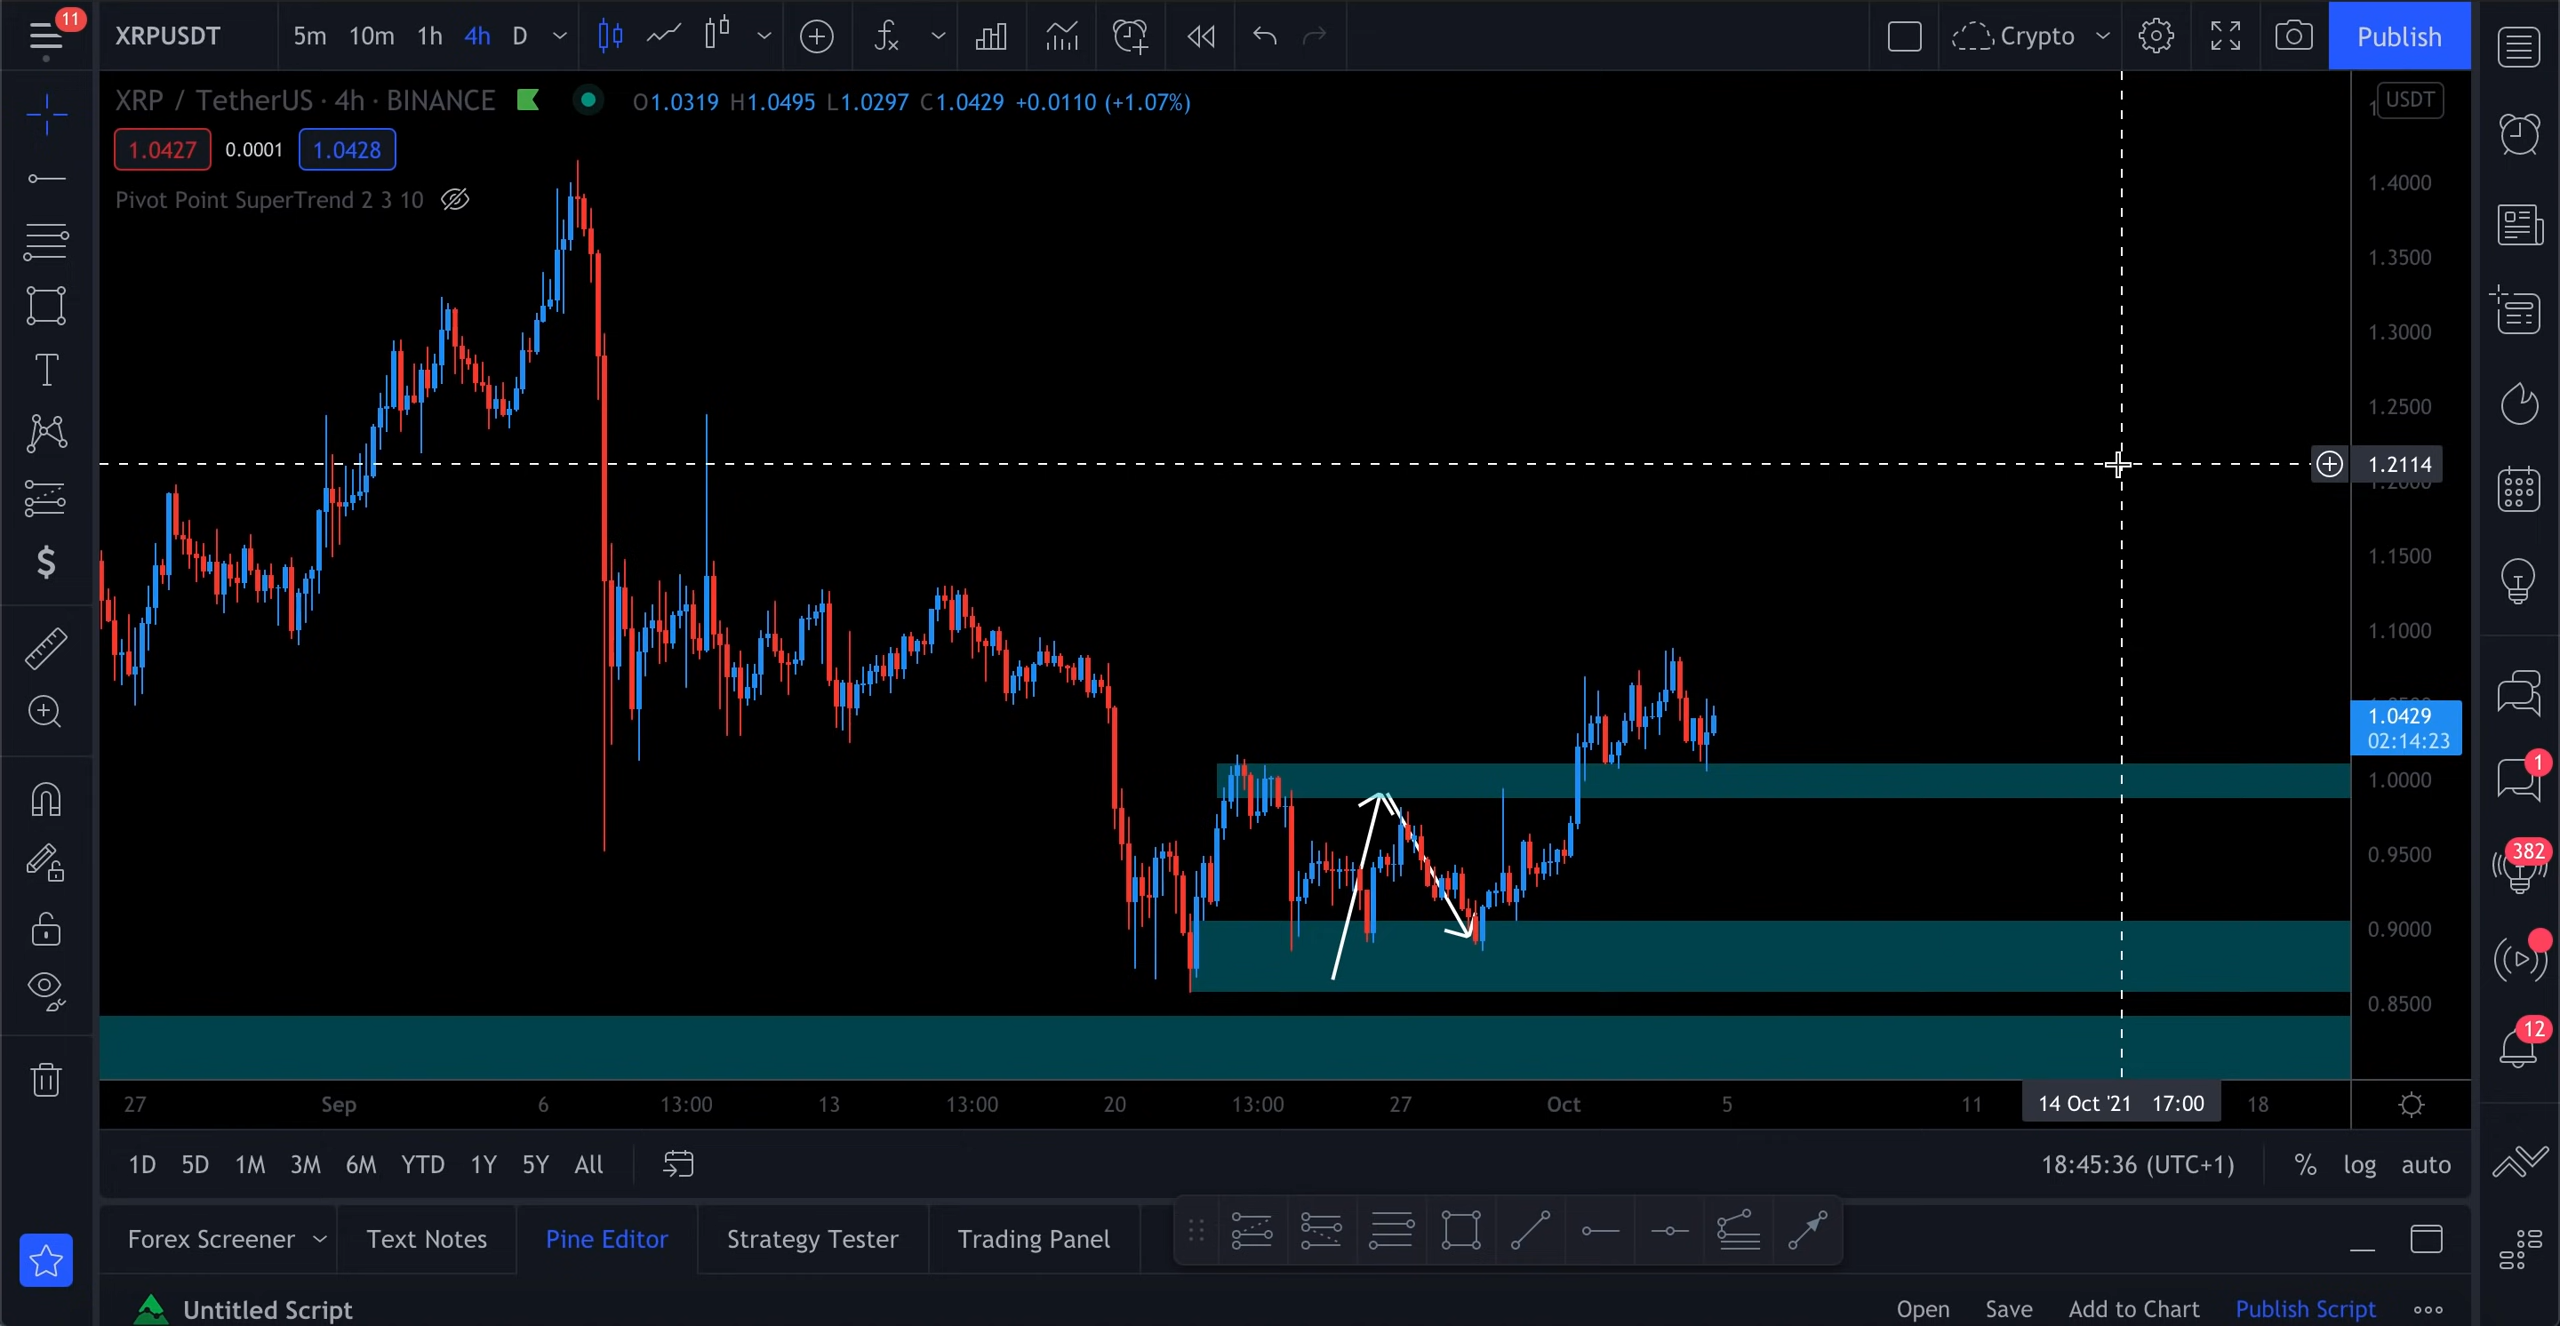 11
XRPUSDT 5m 10m 1h 4h D Crypto Publish
XRP / TetherUS · 4h · BINANCE O1.0319 H1.0495 L1.0297 C1.0429 +0.0110 (+1.07%) USDT
1.0427 0.0001 1.0428
Pivot Point SuperTrend 2 3 10
1.4000
1.3500
1.3000
1.2500
1.2114
1.1500
1.1000
1.0429
02:14:23
1.0000
0.9500
0.9000
0.8500
1
382
12
27 Sep 6 13:00 13 13:00 20 13:00 27 Oct 5 11 14 Oct '21 17:00 18
1D 5D 1M 3M 6M YTD 1Y 5Y All 18:45:36 (UTC+1) % log auto
Forex Screener Text Notes Pine Editor Strategy Tester Trading Panel
Untitled Script Open Save Add to Chart Publish Script